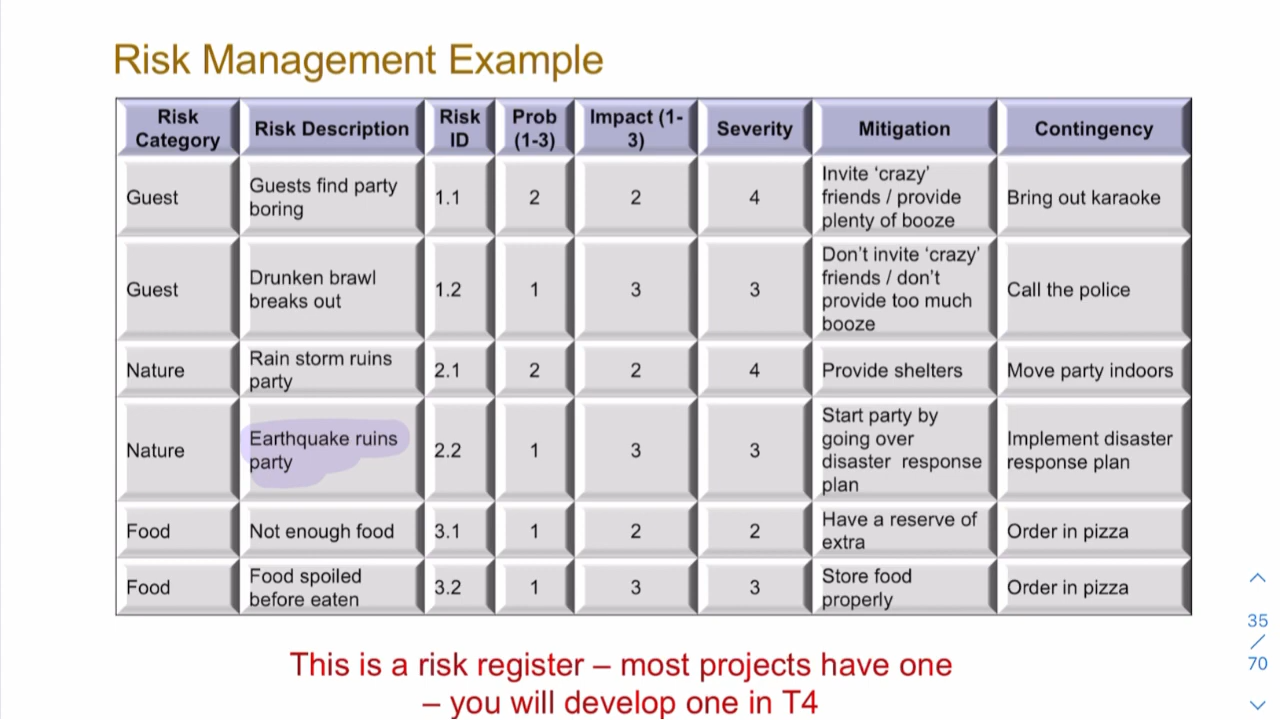 Risk Management Example
Risk Category
Risk Description
Risk ID
Prob (1-3)
Impact (1-3)
Severity
Mitigation
Contingency
Guest
Guests find party
boring
1.1
2
2
4
Invite ‘crazy’
friends / provide
plenty of booze
Bring out karaoke
Guest
Drunken brawl
breaks out
1.2
1
3
3
Don’t invite ‘crazy’
friends / don’t
provide too much
booze
Call the police
Nature
Rain storm ruins
party
2.1
2
2
4
Provide shelters
Move party indoors
Nature
Earthquake ruins
party
2.2
1
3
3
Start party by
going over
disaster response
plan
Implement disaster
response plan
Food
Not enough food
3.1
1
2
2
Have a reserve of
extra
Order in pizza
Food
Food spoiled
before eaten
3.2
1
3
3
Store food
properly
Order in pizza
This is a risk register – most projects have one
– you will develop one in T4
35
/
70